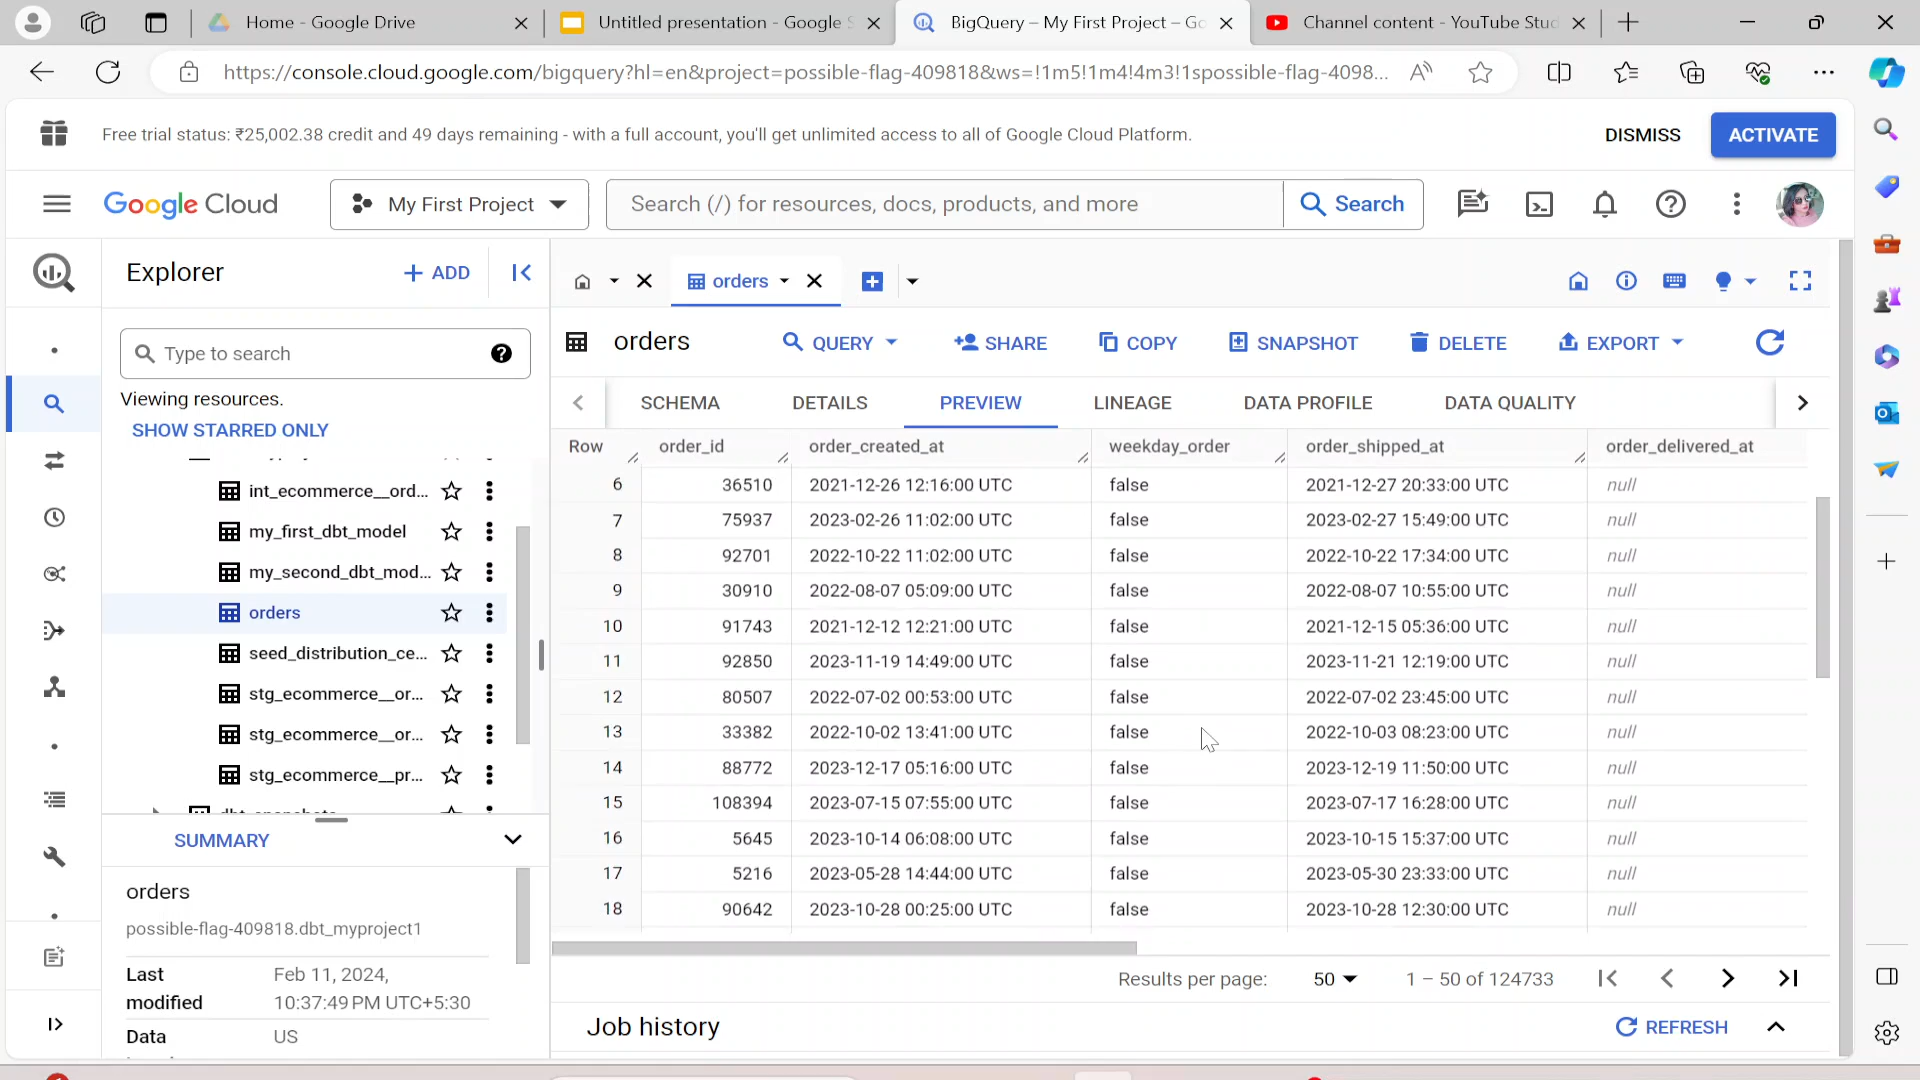 Home - Google Drive
Untitled presentation - Google S
BigQuery – My First Project – Go
Channel content - YouTube Stud
https://console.cloud.google.com/bigquery?hl=en&project=possible-flag-409818&ws=!1m5!1m4!4m3!1spossible-flag-4098...
Free trial status: ₹25,002.38 credit and 49 days remaining - with a full account, you'll get unlimited access to all of Google Cloud Platform.
DISMISS
ACTIVATE
Google Cloud
My First Project
Search (/) for resources, docs, products, and more
Search
Explorer
+ ADD
Type to search
Viewing resources.
SHOW STARRED ONLY
int_ecommerce__ord...
my_first_dbt_model
my_second_dbt_mod...
orders
seed_distribution_ce...
stg_ecommerce__or...
stg_ecommerce__or...
stg_ecommerce__pr...
SUMMARY
orders
possible-flag-409818.dbt_myproject1
Last modified Feb 11, 2024, 10:37:49 PM UTC+5:30
Data US
orders
orders
QUERY
SHARE
COPY
SNAPSHOT
DELETE
EXPORT
SCHEMA DETAILS PREVIEW LINEAGE DATA PROFILE DATA QUALITY
Row order_id order_created_at weekday_order order_shipped_at order_delivered_at
6 36510 2021-12-26 12:16:00 UTC false 2021-12-27 20:33:00 UTC null
7 75937 2023-02-26 11:02:00 UTC false 2023-02-27 15:49:00 UTC null
8 92701 2022-10-22 11:02:00 UTC false 2022-10-22 17:34:00 UTC null
9 30910 2022-08-07 05:09:00 UTC false 2022-08-07 10:55:00 UTC null
10 91743 2021-12-12 12:21:00 UTC false 2021-12-15 05:36:00 UTC null
11 92850 2023-11-19 14:49:00 UTC false 2023-11-21 12:19:00 UTC null
12 80507 2022-07-02 00:53:00 UTC false 2022-07-02 23:45:00 UTC null
13 33382 2022-10-02 13:41:00 UTC false 2022-10-03 08:23:00 UTC null
14 88772 2023-12-17 05:16:00 UTC false 2023-12-19 11:50:00 UTC null
15 108394 2023-07-15 07:55:00 UTC false 2023-07-17 16:28:00 UTC null
16 5645 2023-10-14 06:08:00 UTC false 2023-10-15 15:37:00 UTC null
17 5216 2023-05-28 14:44:00 UTC false 2023-05-30 23:33:00 UTC null
18 90642 2023-10-28 00:25:00 UTC false 2023-10-28 12:30:00 UTC null
Results per page: 50 1 – 50 of 124733
Job history
REFRESH